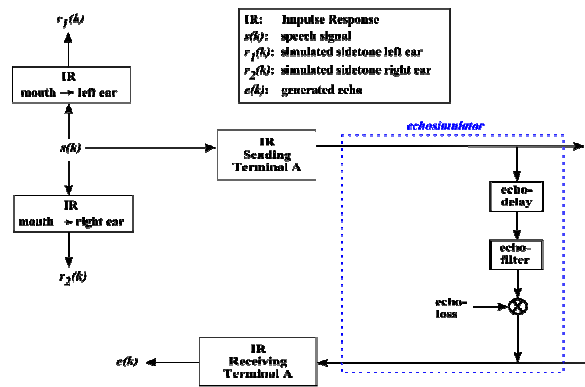 r1(k)
IR: Impulse Response
s(k): speech signal
r1(k): simulated sidetone left ear
r2(k): simulated sidetone right ear
e(k): generated echo
IR
mouth → left ear
echosimulator
s(k)
IR
Sending
Terminal A
echo-
delay
IR
mouth → right ear
echo-
filter
r2(k)
echo-
loss
IR
Receiving
Terminal A
e(k)